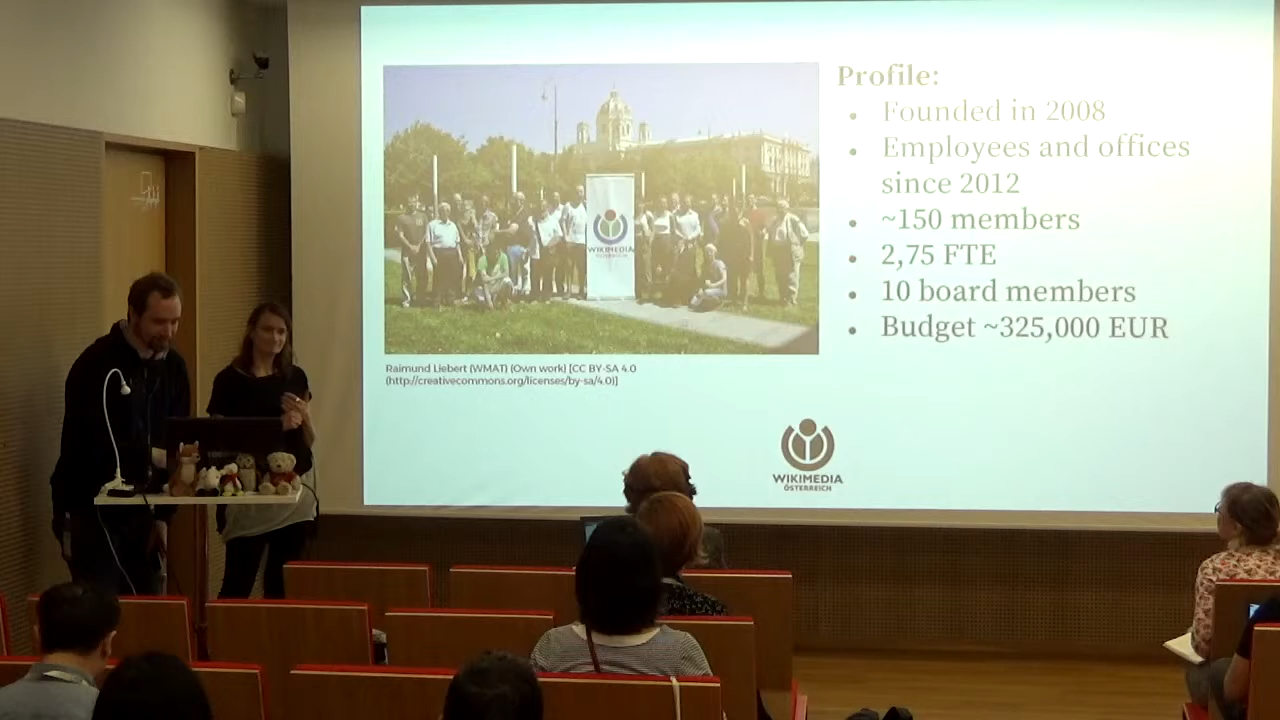 Profile:
Founded in 2008
Employees and offices
since 2012
~150 members
2,75 FTE
10 board members
Budget ~325,000 EUR
WIKIMEDIA
ÖSTERREICH
Raimund Liebert (WMAT) (Own work) [CC BY-SA 4.0
(http://creativecommons.org/licenses/by-sa/4.0)]
WIKIMEDIA
ÖSTERREICH